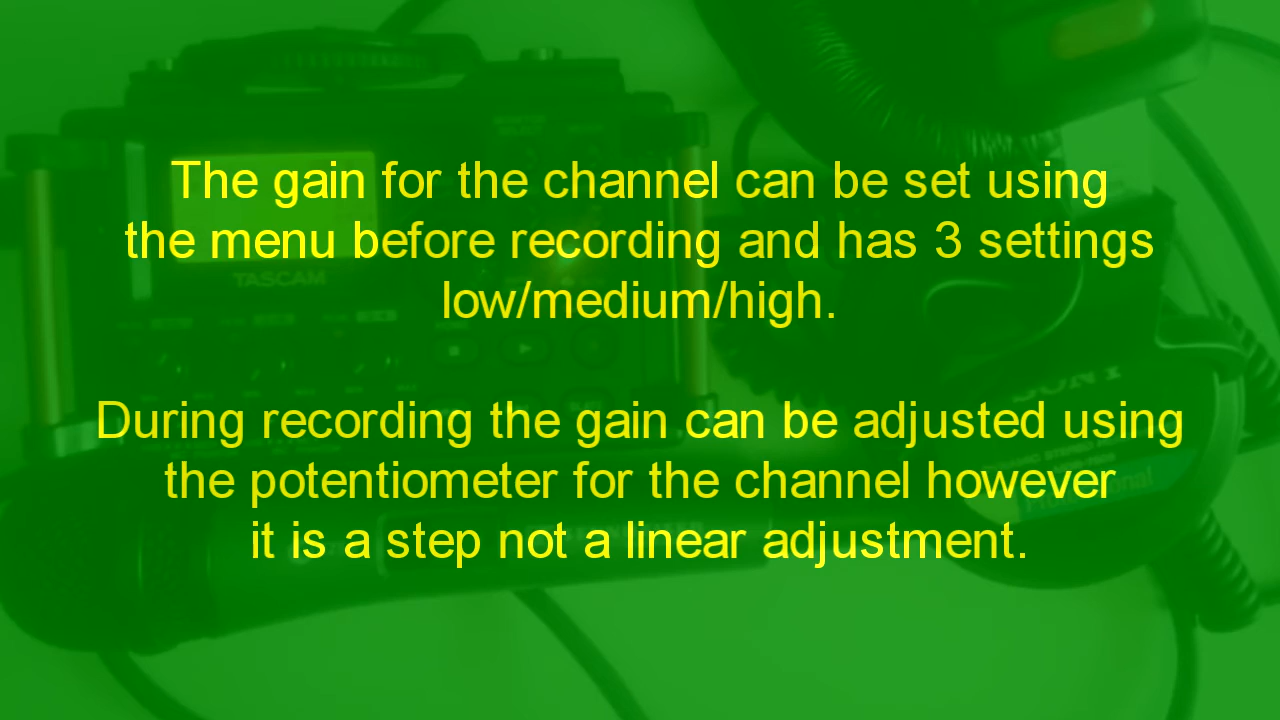 The gain for the channel can be set using
the menu before recording and has 3 settings
low/medium/high.
During recording the gain can be adjusted using
the potentiometer for the channel however
it is a step not a linear adjustment.
TASCAM
SONY